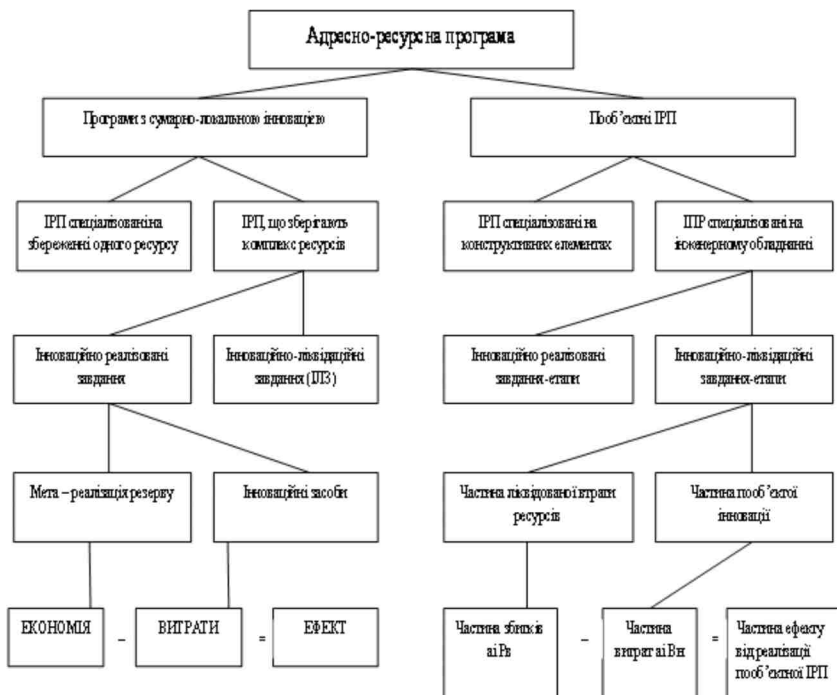 Адресно-ресурсна програма
Програми з сумарно-локальною інновацією
Пооб’єктні ІРП
ІРП спеціалізовані на
збереженні одного ресурсу
ІРП, що зберігають
комплекс ресурсів
ІРП спеціалізовані на
конструктивних елементах
ІПР спеціалізовані на
інженерному обладнанні
Інноваційно реалізовані
завдання
Інноваційно-ліквідаційні
завдання (ІЛЗ)
Інноваційно реалізовані
завдання-етапи
Інноваційно-ліквідаційні
завдання-етапи
Мета – реалізація резерву
Інноваційні засоби
Частина ліквідованої втрати
ресурсів
Частина пооб’єктої
інновації
ЕКОНОМІЯ – ВИТРАТИ = ЕФЕКТ
Частина збитків
аі Рв
–
Частина
витрат аі Вн
=
Частина ефекту
від реалізації
пооб’єктної ІРП